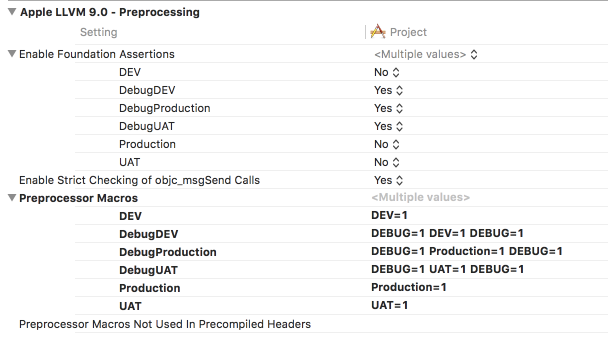 Apple LLVM 9.0 - Preprocessing
Setting Project
Enable Foundation Assertions <Multiple values>
DEV No
DebugDEV Yes
DebugProduction Yes
DebugUAT Yes
Production No
UAT No
Enable Strict Checking of objc_msgSend Calls Yes
Preprocessor Macros <Multiple values>
DEV DEV=1
DebugDEV DEBUG=1 DEV=1 DEBUG=1
DebugProduction DEBUG=1 Production=1 DEBUG=1
DebugUAT DEBUG=1 UAT=1 DEBUG=1
Production Production=1
UAT UAT=1
Preprocessor Macros Not Used In Precompiled Headers